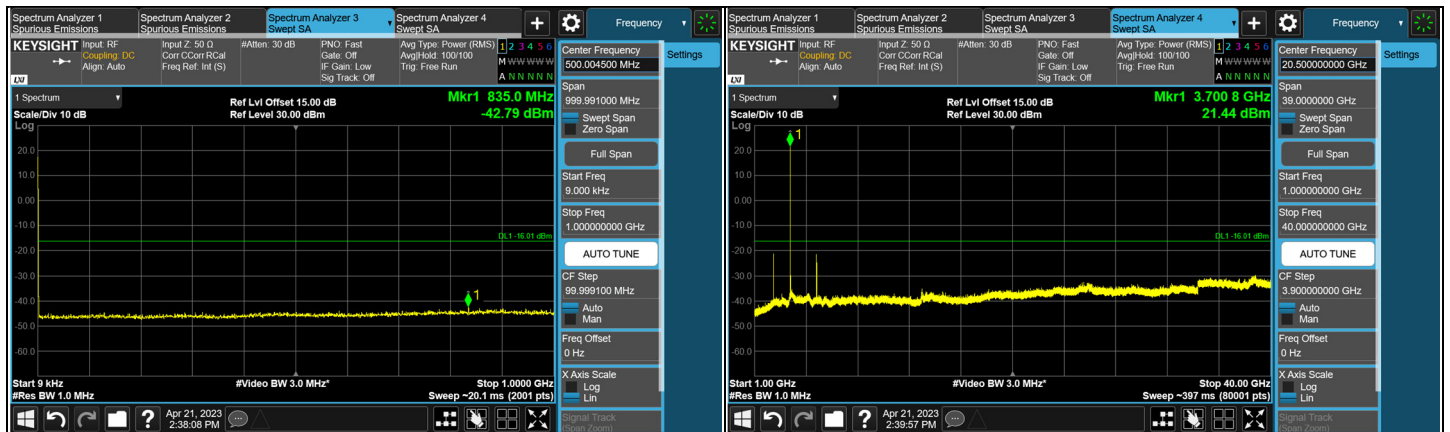 Spectrum Analyzer 1
Spurious Emissions
Spectrum Analyzer 2
Spurious Emissions
Spectrum Analyzer 3
Swept SA
Spectrum Analyzer 4
Swept SA
+
Frequency
KEYSIGHT
Input: RF
Coupling: DC
Align: Auto
Input Z: 50 Ω
Corr CCorr RCal
Freq Ref: Int (S)
#Atten: 30 dB
PNO: Fast
Gate: Off
IF Gain: Low
Sig Track: Off
Avg Type: Power (RMS)
Avg|Hold: 100/100
Trig: Free Run
1 2 3 4 5 6
M W W W W W
A N N N N N
LXI
1 Spectrum
Scale/Div 10 dB
Log
Ref Lvl Offset 15.00 dB
Ref Level 30.00 dBm
Mkr1 835.0 MHz
-42.79 dBm
20.0
10.0
0.00
-10.0
-20.0
-30.0
-40.0
-50.0
-60.0
DL1 -16.01 dBm
1
Start 9 kHz
#Res BW 1.0 MHz
#Video BW 3.0 MHz*
Stop 1.0000 GHz
Sweep ~20.1 ms (2001 pts)
Apr 21, 2023
2:38:08 PM
Center Frequency
500.004500 MHz
Span
999.991000 MHz
Swept Span
Zero Span
Full Span
Start Freq
9.000 kHz
Stop Freq
1.000000000 GHz
AUTO TUNE
CF Step
99.999100 MHz
Auto
Man
Freq Offset
0 Hz
X Axis Scale
Log
Lin
Signal Track
(Span Zoom)
Settings
Spectrum Analyzer 1
Spurious Emissions
Spectrum Analyzer 2
Spurious Emissions
Spectrum Analyzer 3
Swept SA
Spectrum Analyzer 4
Swept SA
+
Frequency
KEYSIGHT
Input: RF
Coupling: DC
Align: Auto
Input Z: 50 Ω
Corr CCorr RCal
Freq Ref: Int (S)
#Atten: 30 dB
PNO: Fast
Gate: Off
IF Gain: Low
Sig Track: Off
Avg Type: Power (RMS)
Avg|Hold: 100/100
Trig: Free Run
1 2 3 4 5 6
M W W W W W
A N N N N N
LXI
1 Spectrum
Scale/Div 10 dB
Log
Ref Lvl Offset 15.00 dB
Ref Level 30.00 dBm
Mkr1 3.700 8 GHz
21.44 dBm
1
20.0
10.0
0.00
-10.0
-20.0
-30.0
-40.0
-50.0
-60.0
DL1 -16.01 dBm
Start 1.00 GHz
#Res BW 1.0 MHz
#Video BW 3.0 MHz*
Stop 40.00 GHz
Sweep ~397 ms (80001 pts)
Apr 21, 2023
2:39:57 PM
Center Frequency
20.500000000 GHz
Span
39.0000000 GHz
Swept Span
Zero Span
Full Span
Start Freq
1.000000000 GHz
Stop Freq
40.000000000 GHz
AUTO TUNE
CF Step
3.900000000 GHz
Auto
Man
Freq Offset
0 Hz
X Axis Scale
Log
Lin
Signal Track
(Span Zoom)
Settings